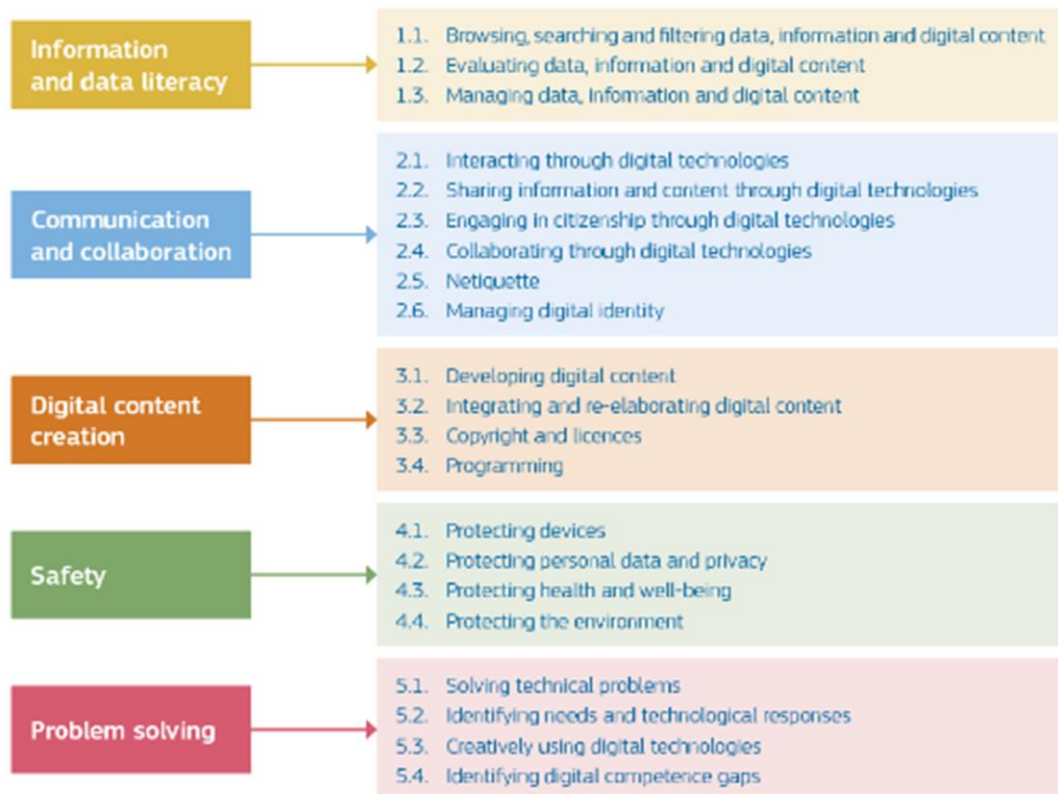 Information
and data literacy
1.1. Browsing, searching and filtering data, information and digital content
1.2. Evaluating data, information and digital content
1.3. Managing data, information and digital content
Communication
and collaboration
2.1. Interacting through digital technologies
2.2. Sharing information and content through digital technologies
2.3. Engaging in citizenship through digital technologies
2.4. Collaborating through digital technologies
2.5. Netiquette
2.6. Managing digital identity
Digital content
creation
3.1. Developing digital content
3.2. Integrating and re-elaborating digital content
3.3. Copyright and licences
3.4. Programming
Safety
4.1. Protecting devices
4.2. Protecting personal data and privacy
4.3. Protecting health and well-being
4.4. Protecting the environment
Problem solving
5.1. Solving technical problems
5.2. Identifying needs and technological responses
5.3. Creatively using digital technologies
5.4. Identifying digital competence gaps